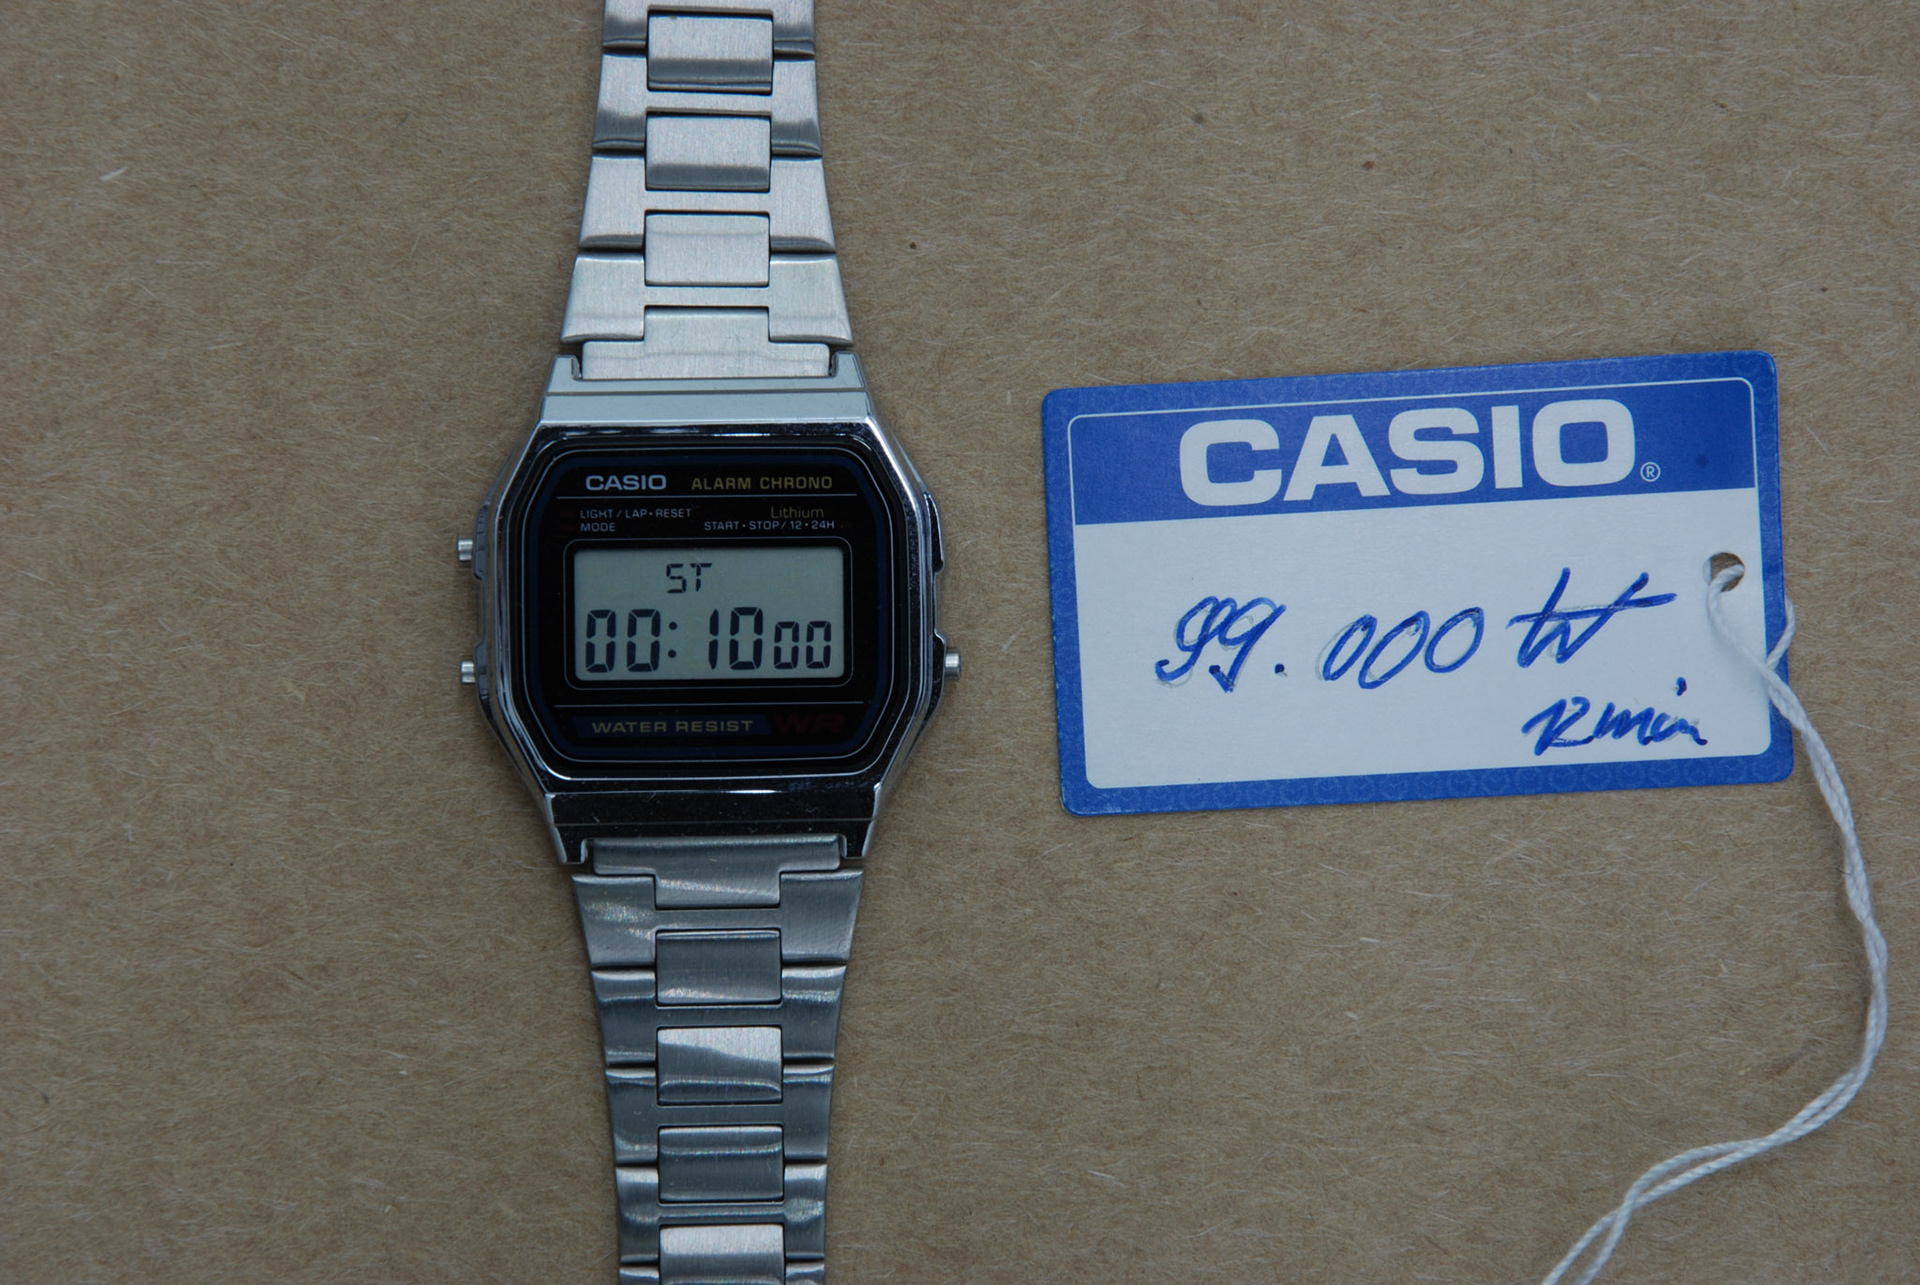 CASIO ALARM CHRONO
LIGHT/LAP•RESET Lithium
MODE START•STOP/12•24H
ST
00:10 00
WATER RESIST WR
CASIO®
99.000